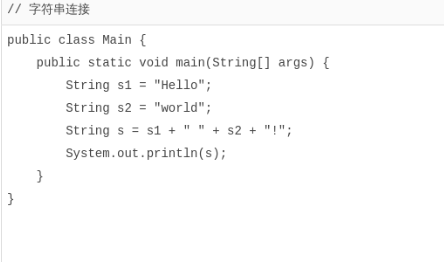 // 字符串连接
public class Main {
    public static void main(String[] args) {
        String s1 = "Hello";
        String s2 = "world";
        String s = s1 + " " + s2 + "!";
        System.out.println(s);
    }
}